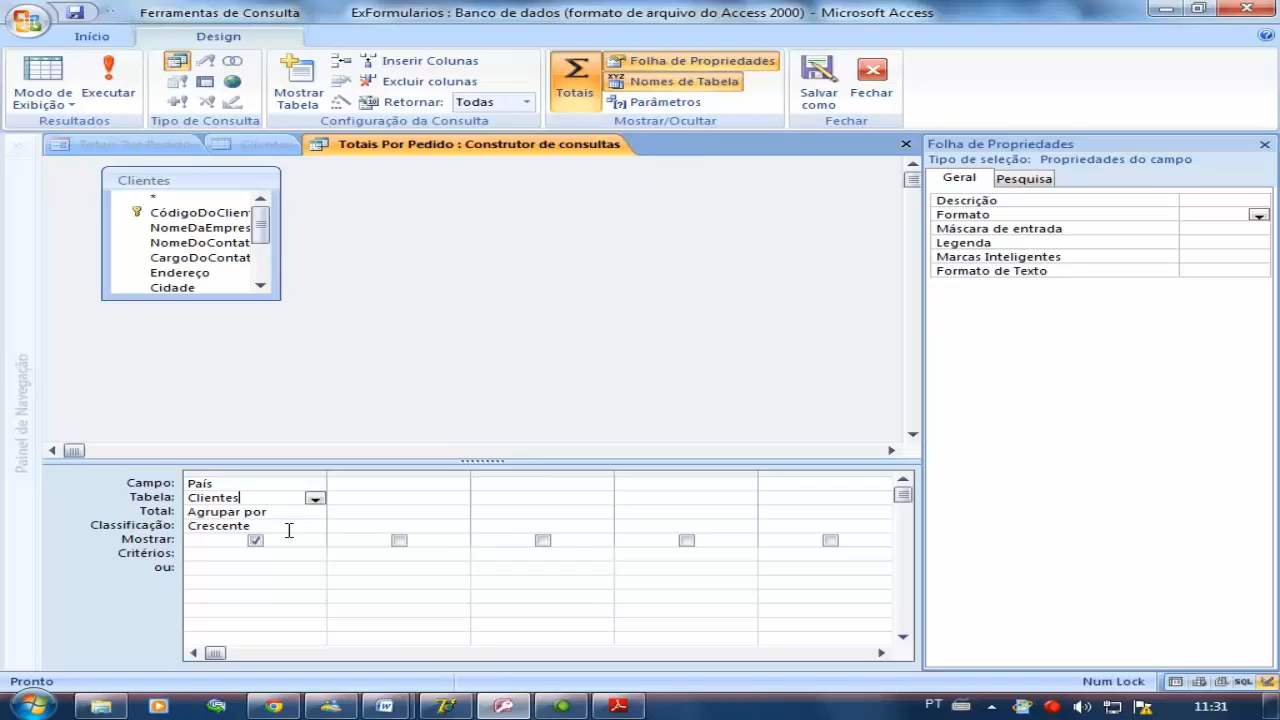 Ferramentas de Consulta
ExFormularios : Banco de dados (formato de arquivo do Access 2000) - Microsoft Access
Início
Design
Modo de Exibição
Executar
Resultados
Tipo de Consulta
Mostrar Tabela
Inserir Colunas
Excluir colunas
Retornar: Todas
Configuração da Consulta
Totais
Folha de Propriedades
Nomes de Tabela
Parâmetros
Mostrar/Ocultar
Salvar como
Fechar
Fechar
Totais Por Pedido
Clientes
Totais Por Pedido : Construtor de consultas
Painel de Navegação
Clientes
*
CódigoDoClien
NomeDaEmpres
NomeDoContat
CargoDoContat
Endereço
Cidade
Folha de Propriedades
Tipo de seleção: Propriedades do campo
Geral
Pesquisa
Descrição
Formato
Máscara de entrada
Legenda
Marcas Inteligentes
Formato de Texto
Campo: País
Tabela: Clientes
Total: Agrupar por
Classificação: Crescente
Mostrar:
Critérios:
ou:
Pronto
Num Lock
SQL
PT
11:31